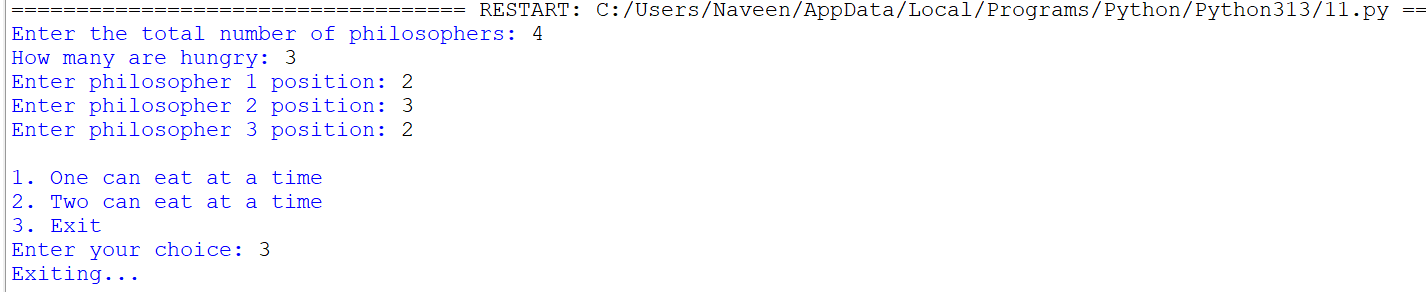 =================================== RESTART: C:/Users/Naveen/AppData/Local/Programs/Python/Python313/11.py ==
Enter the total number of philosophers: 4
How many are hungry: 3
Enter philosopher 1 position: 2
Enter philosopher 2 position: 3
Enter philosopher 3 position: 2
1. One can eat at a time
2. Two can eat at a time
3. Exit
Enter your choice: 3
Exiting...